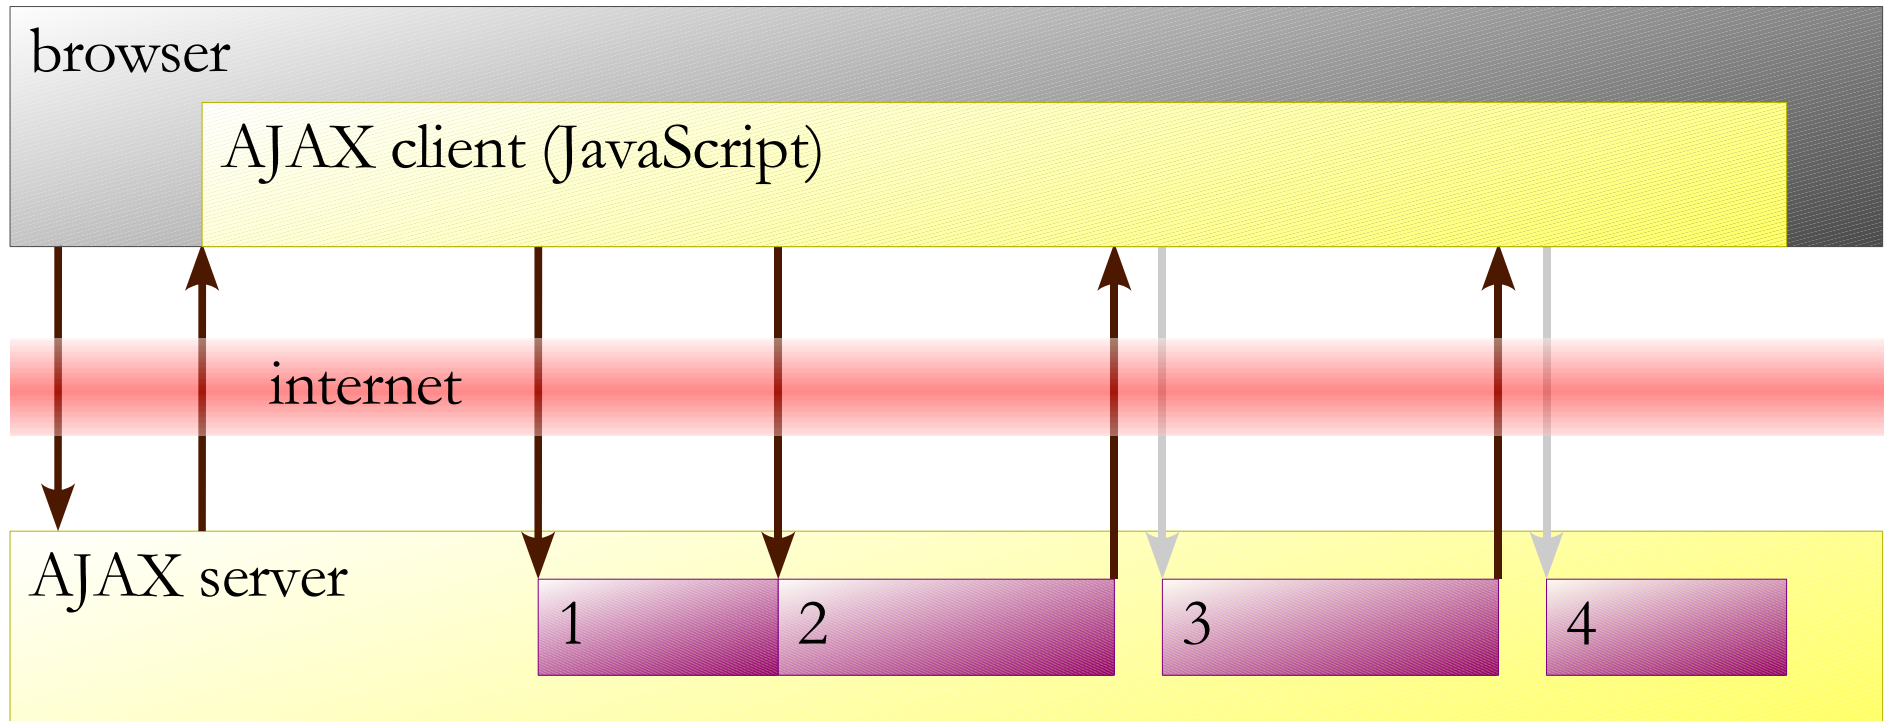 browser
AJAX client (JavaScript)
internet
AJAX server
1
2
3
4